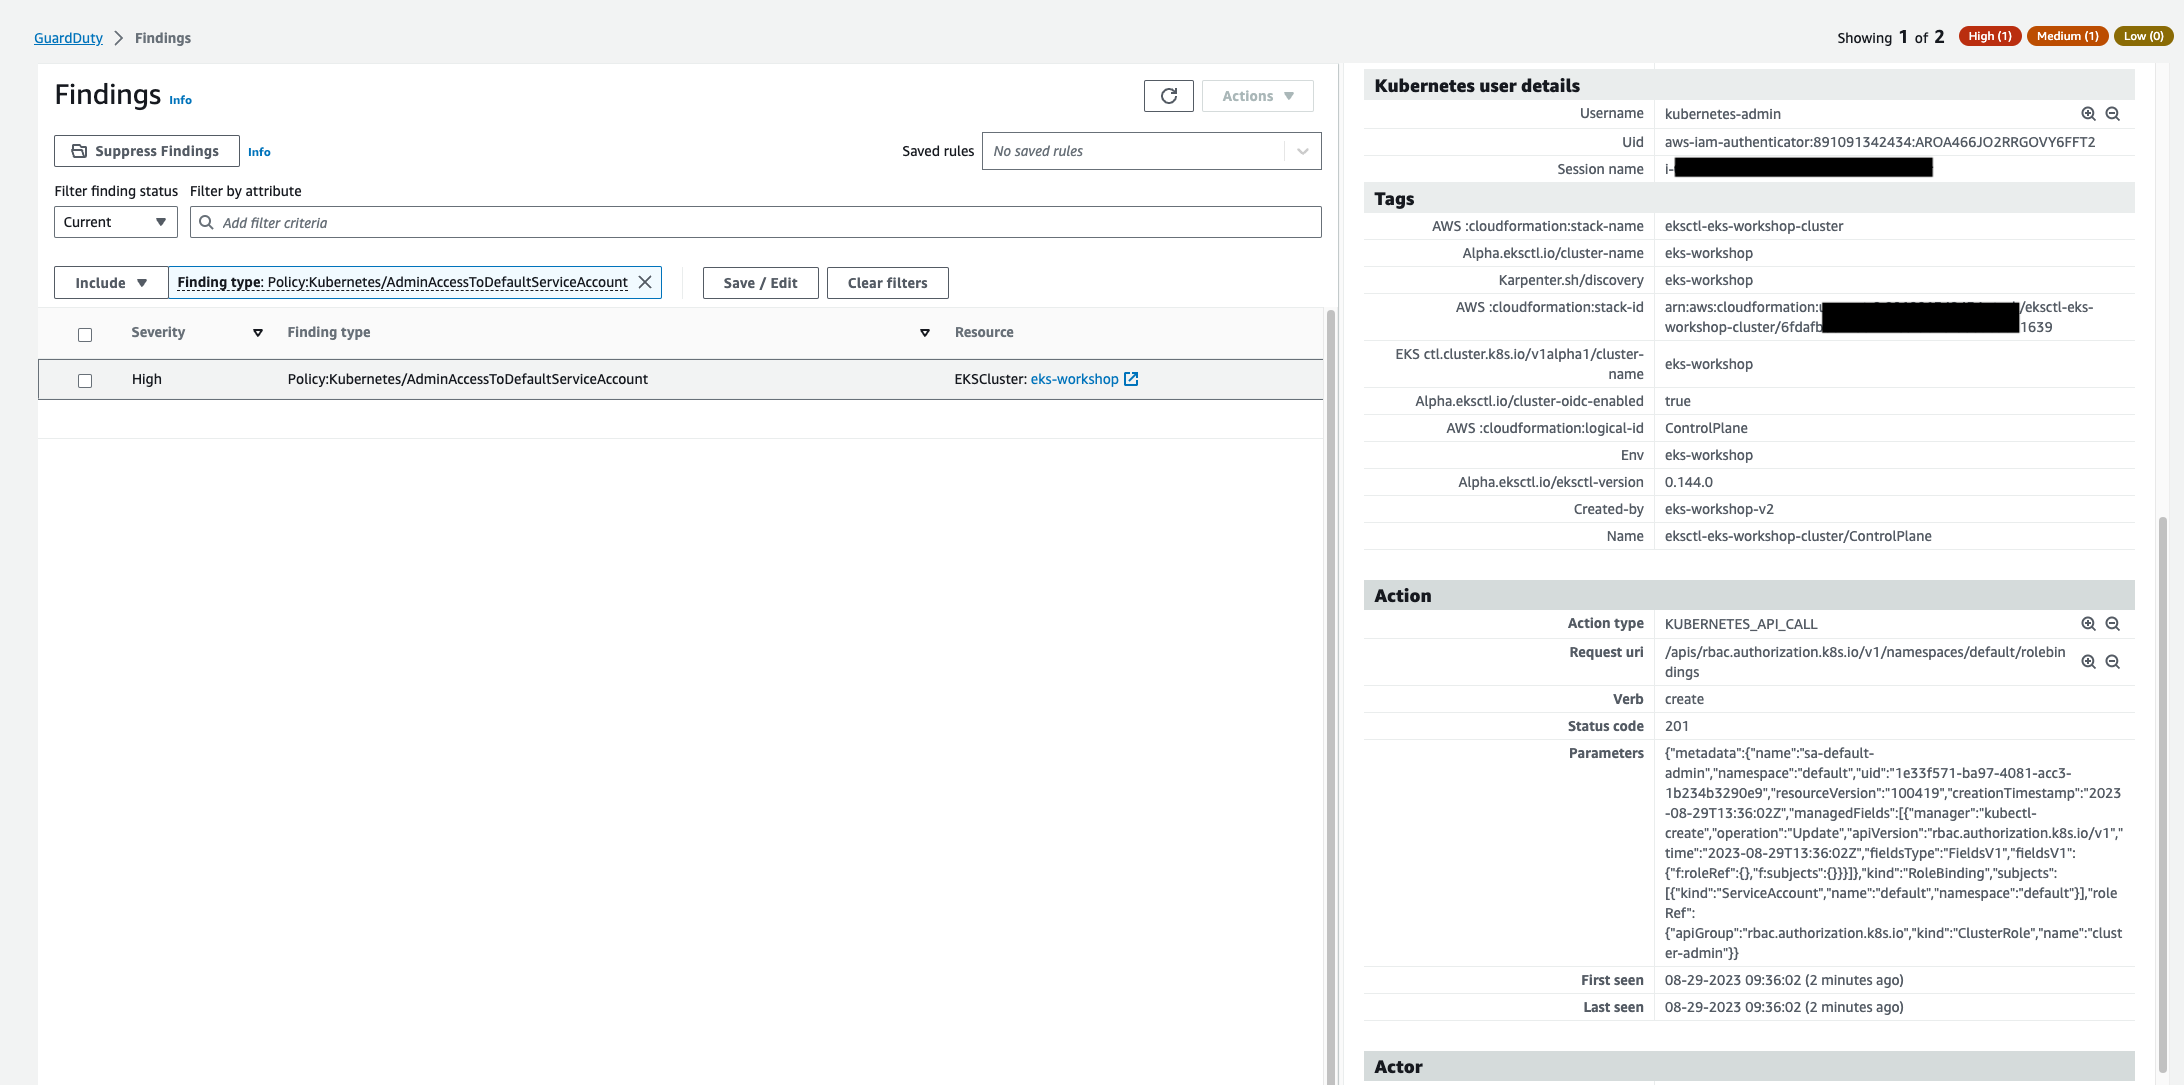 GuardDuty > Findings
Showing 1 of 2 High (1) Medium (1) Low (0)
Findings Info
Actions
Suppress Findings Info
Saved rules No saved rules
Filter finding status Filter by attribute
Current Add filter criteria
Include Finding type: Policy:Kubernetes/AdminAccessToDefaultServiceAccount Save / Edit Clear filters
Severity Finding type Resource
High Policy:Kubernetes/AdminAccessToDefaultServiceAccount EKSCluster: eks-workshop
Kubernetes user details
Username kubernetes-admin
Uid aws-iam-authenticator:891091342434:AROA466JO2RRGOVY6FFT2
Session name i-
Tags
AWS :cloudformation:stack-name eksctl-eks-workshop-cluster
Alpha.eksctl.io/cluster-name eks-workshop
Karpenter.sh/discovery eks-workshop
AWS :cloudformation:stack-id arn:aws:cloudformation: /eksctl-eks-
workshop-cluster/6fdafb 1639
EKS ctl.cluster.k8s.io/v1alpha1/cluster-
name eks-workshop
Alpha.eksctl.io/cluster-oidc-enabled true
AWS :cloudformation:logical-id ControlPlane
Env eks-workshop
Alpha.eksctl.io/eksctl-version 0.144.0
Created-by eks-workshop-v2
Name eksctl-eks-workshop-cluster/ControlPlane
Action
Action type KUBERNETES_API_CALL
Request uri /apis/rbac.authorization.k8s.io/v1/namespaces/default/rolebin
dings
Verb create
Status code 201
Parameters {"metadata":{"name":"sa-default-
admin","namespace":"default","uid":"1e33f571-ba97-4081-acc3-
1b234b3290e9","resourceVersion":"100419","creationTimestamp":"2023
-08-29T13:36:02Z","managedFields":[{"manager":"kubectl-
create","operation":"Update","apiVersion":"rbac.authorization.k8s.io/v1","
time":"2023-08-29T13:36:02Z","fieldsType":"FieldsV1","fieldsV1":
{"f:roleRef":{},"f:subjects":{}}}]},"kind":"RoleBinding","subjects":
[{"kind":"ServiceAccount","name":"default","namespace":"default"}],"role
Ref":
{"apiGroup":"rbac.authorization.k8s.io","kind":"ClusterRole","name":"clust
er-admin"}}
First seen 08-29-2023 09:36:02 (2 minutes ago)
Last seen 08-29-2023 09:36:02 (2 minutes ago)
Actor